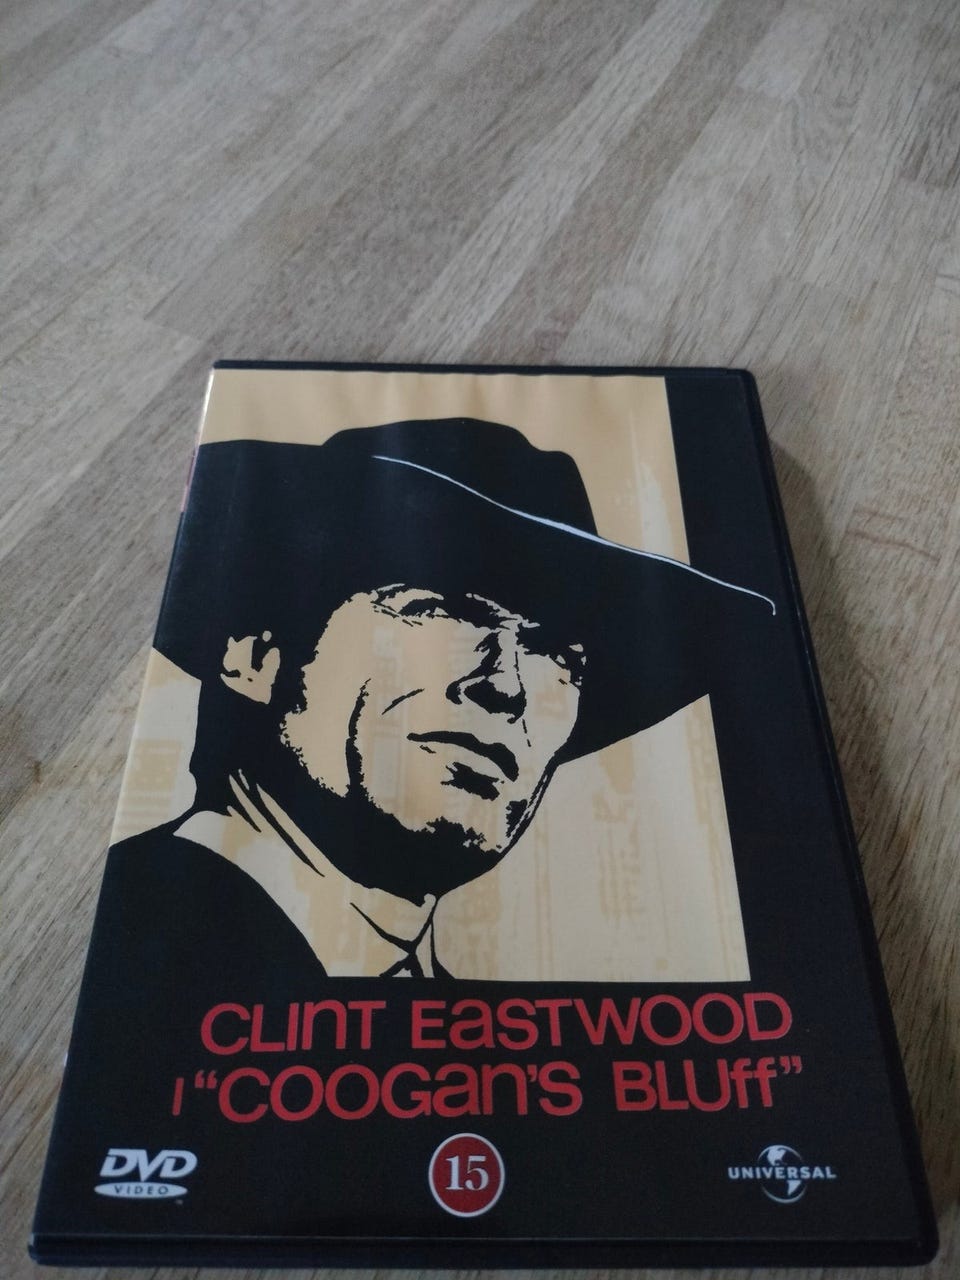 CLINT EASTWOOD
I "COOGAN'S BLUFF"
DVD
VIDEO
15
UNIVERSAL